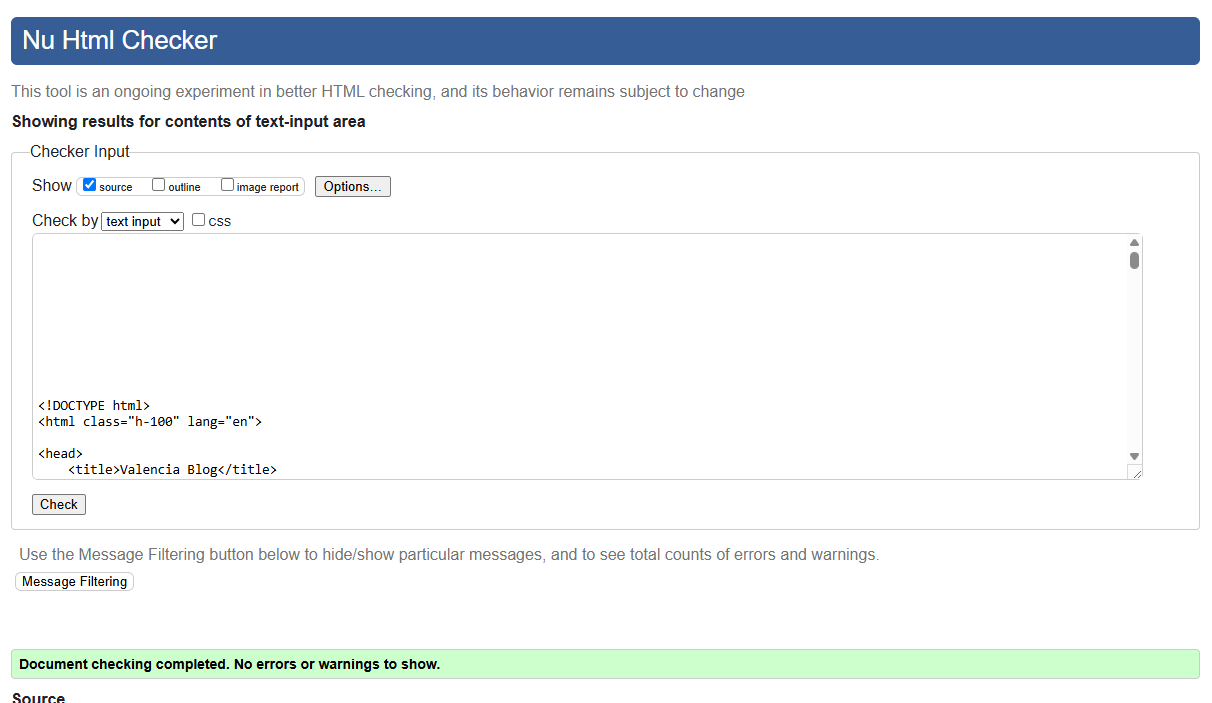 Nu Html Checker
This tool is an ongoing experiment in better HTML checking, and its behavior remains subject to change
Showing results for contents of text-input area
Checker Input
Show source outline image report Options...
Check by text input css
<!DOCTYPE html>
<html class="h-100" lang="en">
<head>
<title>Valencia Blog</title>
Check
Use the Message Filtering button below to hide/show particular messages, and to see total counts of errors and warnings.
Message Filtering
Document checking completed. No errors or warnings to show.
Source